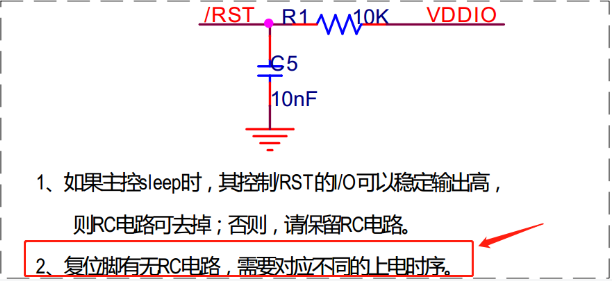 /RST R1 10K VDDIO
C5
10nF
1、如果主控sleep时，其控制/RST的I/O可以稳定输出高，
则RC电路可去掉；否则，请保留RC电路。
2、复位脚有无RC电路，需要对应不同的上电时序。